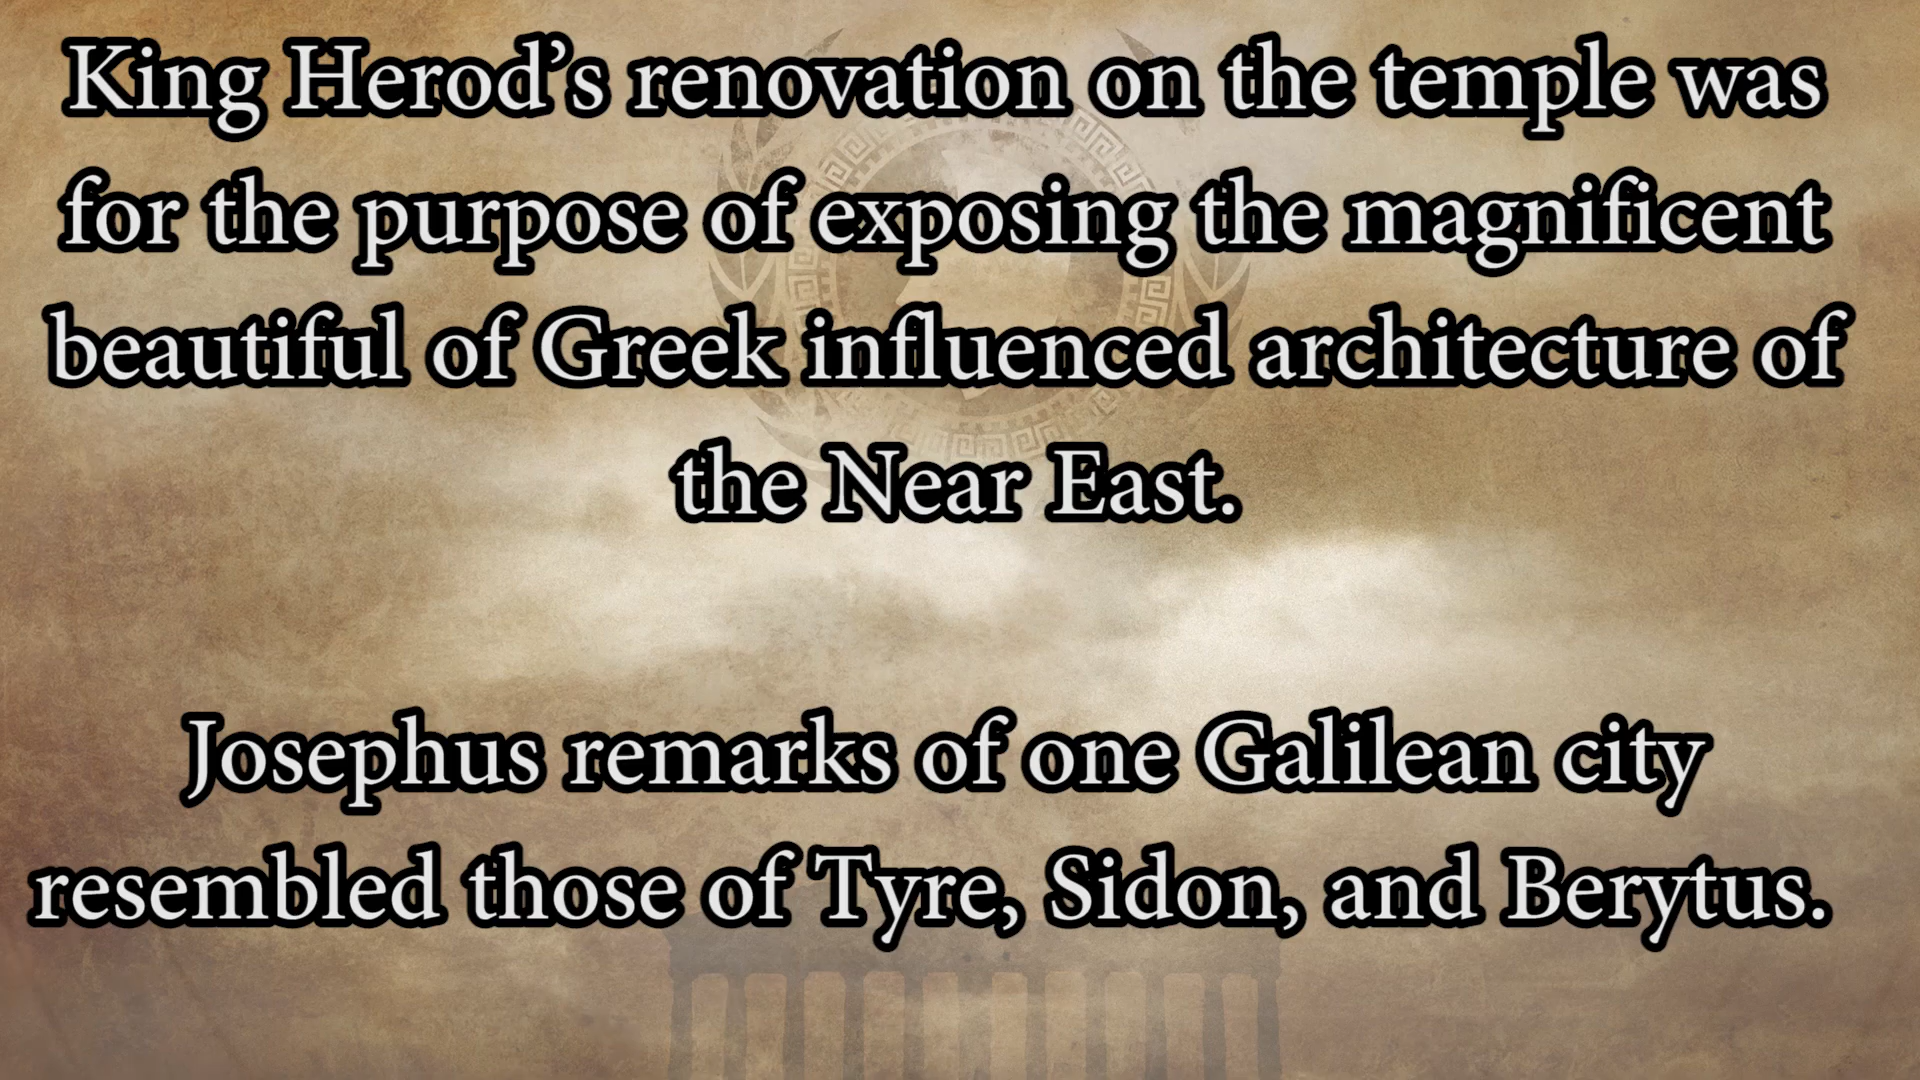 King Herod’s renovation on the temple was
for the purpose of exposing the magnificent
beautiful of Greek influenced architecture of
the Near East.
Josephus remarks of one Galilean city
resembled those of Tyre, Sidon, and Berytus.